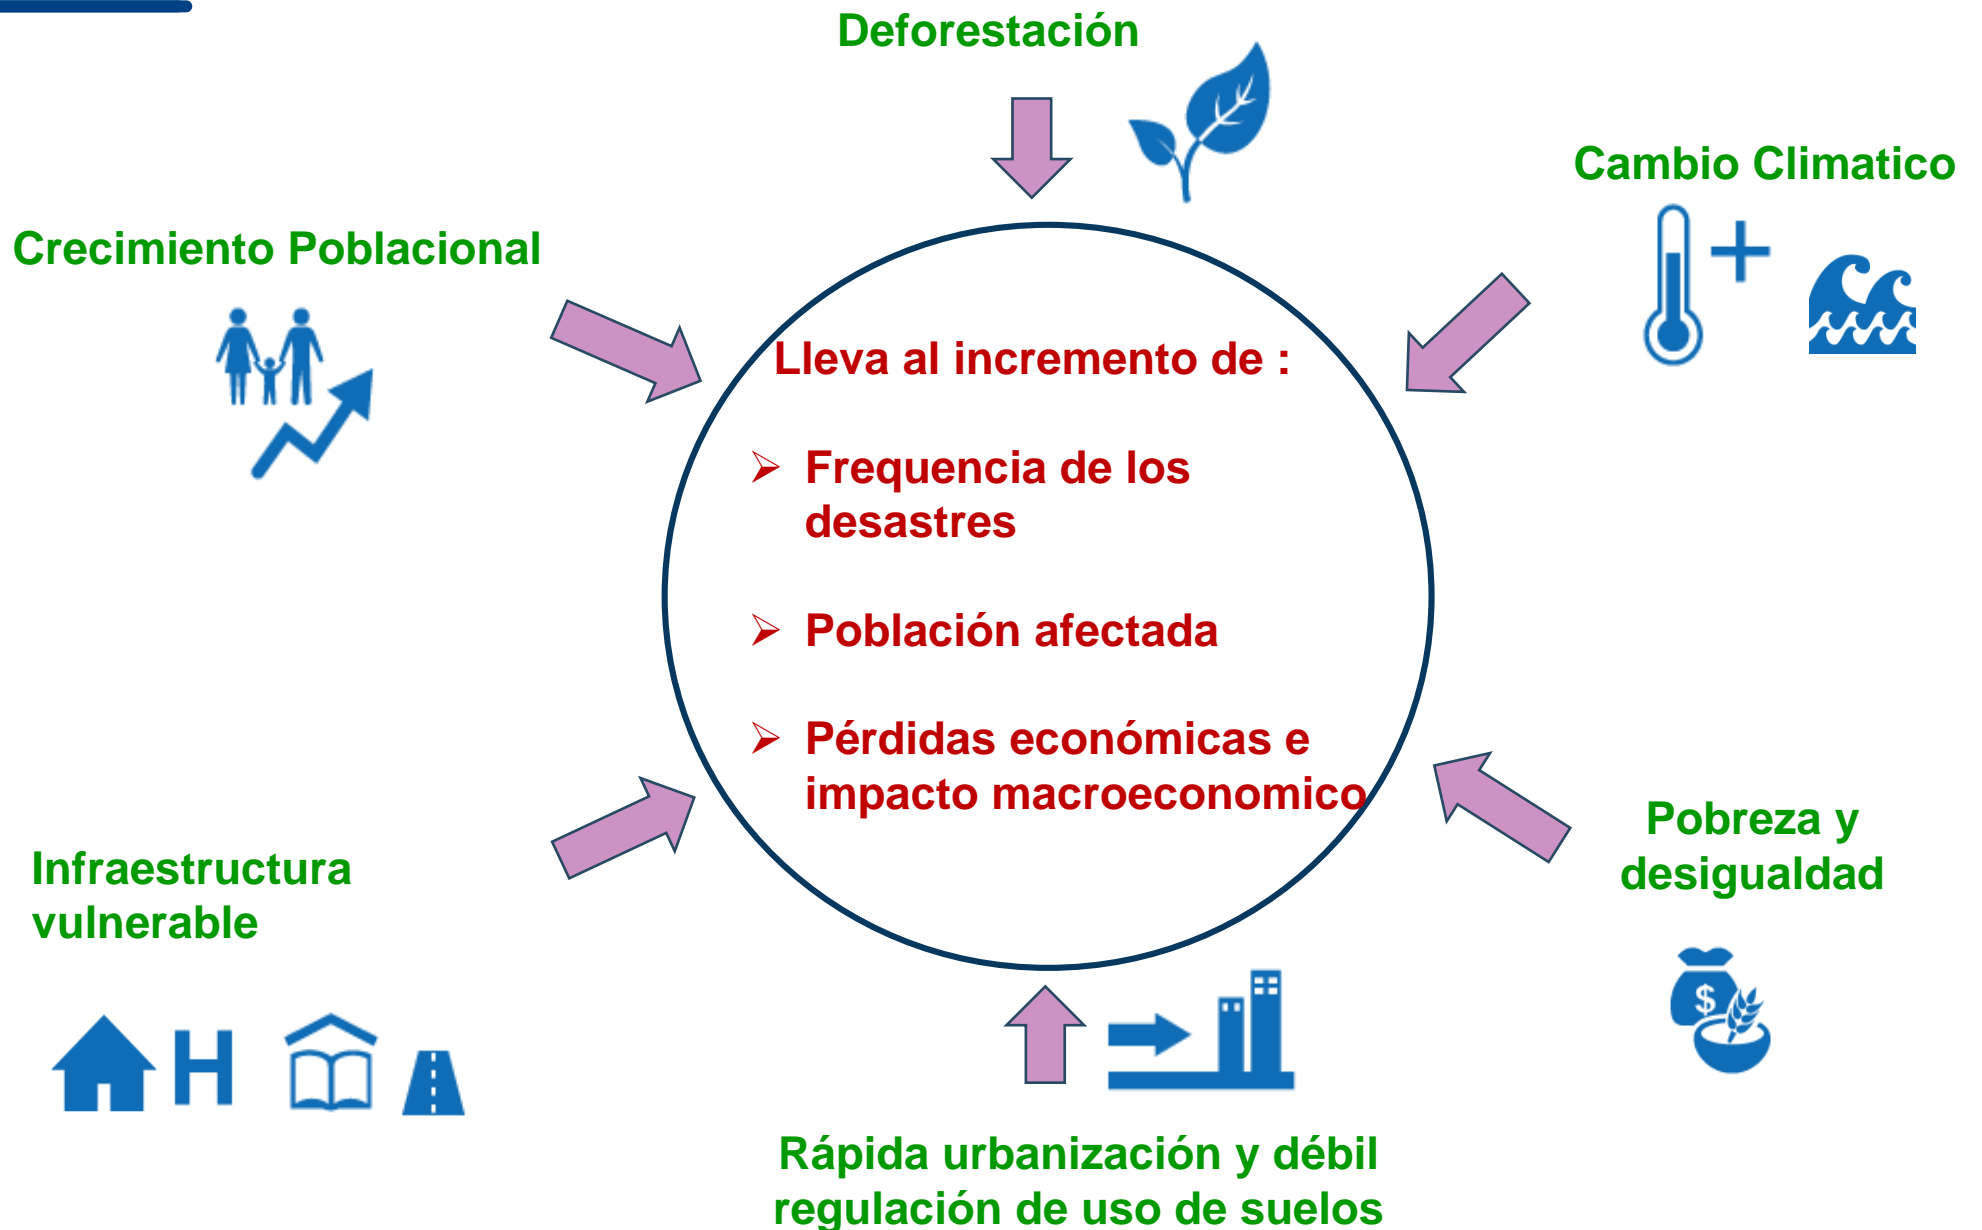 Deforestación
Cambio Climatico
Crecimiento Poblacional
Lleva al incremento de :
➢ Frequencia de los
desastres
➢ Población afectada
➢ Pérdidas económicas e
impacto macroeconomico
Pobreza y
desigualdad
$
Infraestructura
vulnerable
H
Rápida urbanización y débil
regulación de uso de suelos